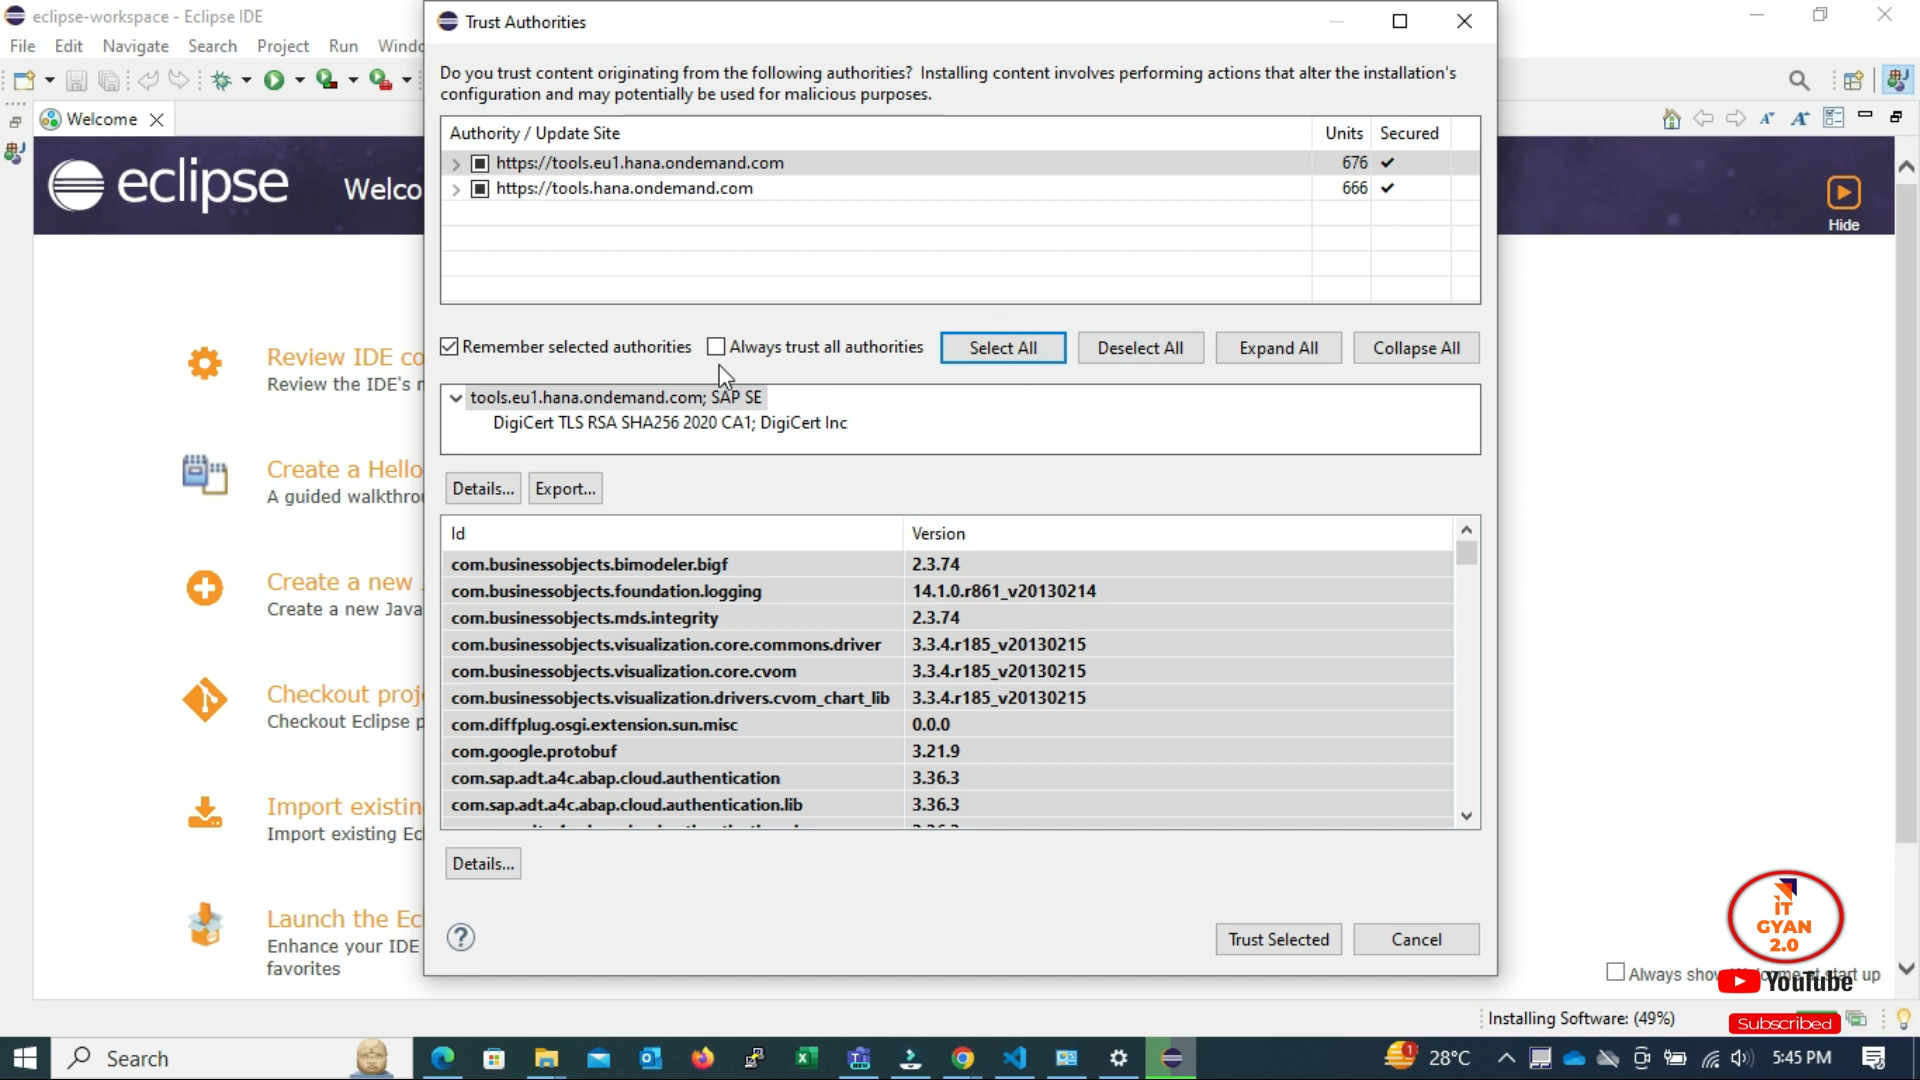 eclipse-workspace - Eclipse IDE
File Edit Navigate Search Project Run Windo
Welcome
eclipse Welco
Hide
Review IDE co
Review the IDE's
Create a Hello
A guided walkthro
Create a new
Create a new Java
Checkout proj
Checkout Eclipse p
Import existin
Import existing Ec
Launch the Ec
Enhance your IDE
favorites
Trust Authorities
Do you trust content originating from the following authorities? Installing content involves performing actions that alter the installation's
configuration and may potentially be used for malicious purposes.
Authority / Update Site Units Secured
https://tools.eu1.hana.ondemand.com 676
https://tools.hana.ondemand.com 666
Remember selected authorities Always trust all authorities Select All Deselect All Expand All Collapse All
tools.eu1.hana.ondemand.com; SAP SE
DigiCert TLS RSA SHA256 2020 CA1; DigiCert Inc
Details... Export...
Id Version
com.businessobjects.bimodeler.bigf 2.3.74
com.businessobjects.foundation.logging 14.1.0.r861_v20130214
com.businessobjects.mds.integrity 2.3.74
com.businessobjects.visualization.core.commons.driver 3.3.4.r185_v20130215
com.businessobjects.visualization.core.cvom 3.3.4.r185_v20130215
com.businessobjects.visualization.drivers.cvom_chart_lib 3.3.4.r185_v20130215
com.diffplug.osgi.extension.sun.misc 0.0.0
com.google.protobuf 3.21.9
com.sap.adt.a4c.abap.cloud.authentication 3.36.3
com.sap.adt.a4c.abap.cloud.authentication.lib 3.36.3
Details...
Trust Selected Cancel
iT
GYAN
2.0
Always show start up
YouTube
Subscribed
Installing Software: (49%)
Search
1
28°C
5:45 PM